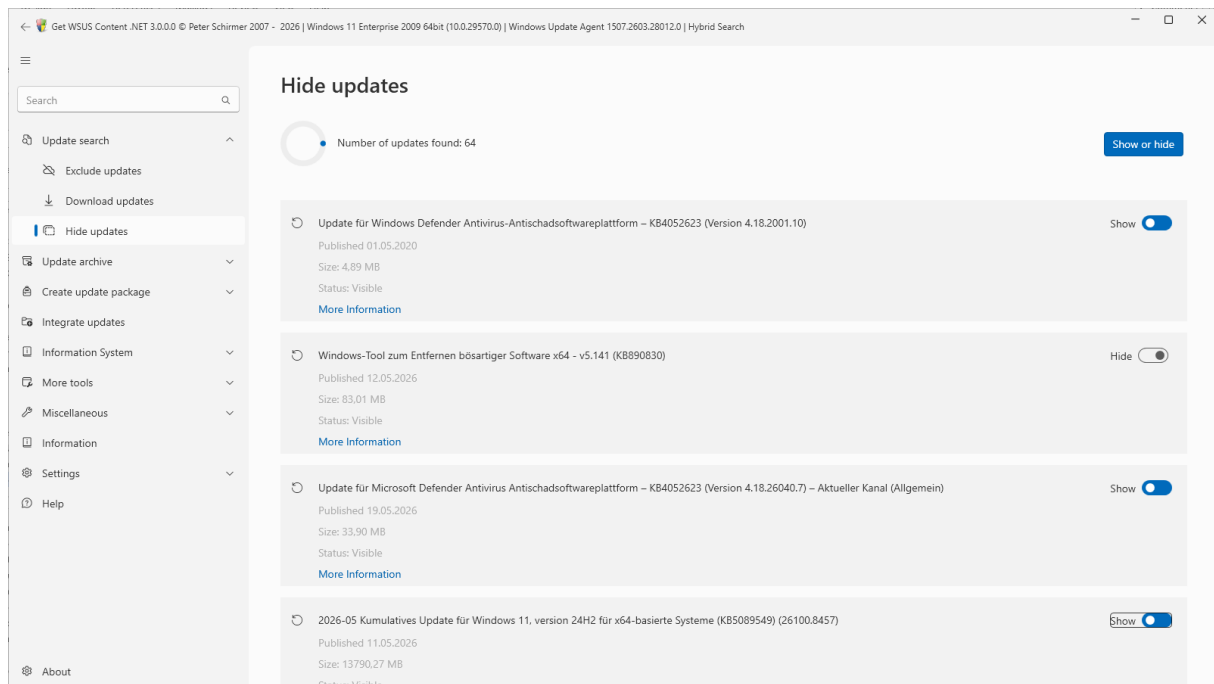 Get WSUS Content .NET 3.0.0.0 © Peter Schirmer 2007 - 2026 | Windows 11 Enterprise 2009 64bit (10.0.29570.0) | Windows Update Agent 1507.2603.28012.0 | Hybrid Search
Hide updates
Search
Number of updates found: 64
Show or hide
Update search
Exclude updates
Download updates
Hide updates
Update archive
Create update package
Integrate updates
Information System
More tools
Miscellaneous
Information
Settings
Help
About
Update für Windows Defender Antivirus-Antischadsoftwareplattform – KB4052623 (Version 4.18.2001.10)
Show
Published 01.05.2020
Size: 4,89 MB
Status: Visible
More Information
Windows-Tool zum Entfernen bösartiger Software x64 - v5.141 (KB890830)
Hide
Published 12.05.2026
Size: 83,01 MB
Status: Visible
More Information
Update für Microsoft Defender Antivirus Antischadsoftwareplattform – KB4052623 (Version 4.18.26040.7) – Aktueller Kanal (Allgemein)
Show
Published 19.05.2026
Size: 33,90 MB
Status: Visible
More Information
2026-05 Kumulatives Update für Windows 11, version 24H2 für x64-basierte Systeme (KB5089549) (26100.8457)
Show
Published 11.05.2026
Size: 13790,27 MB